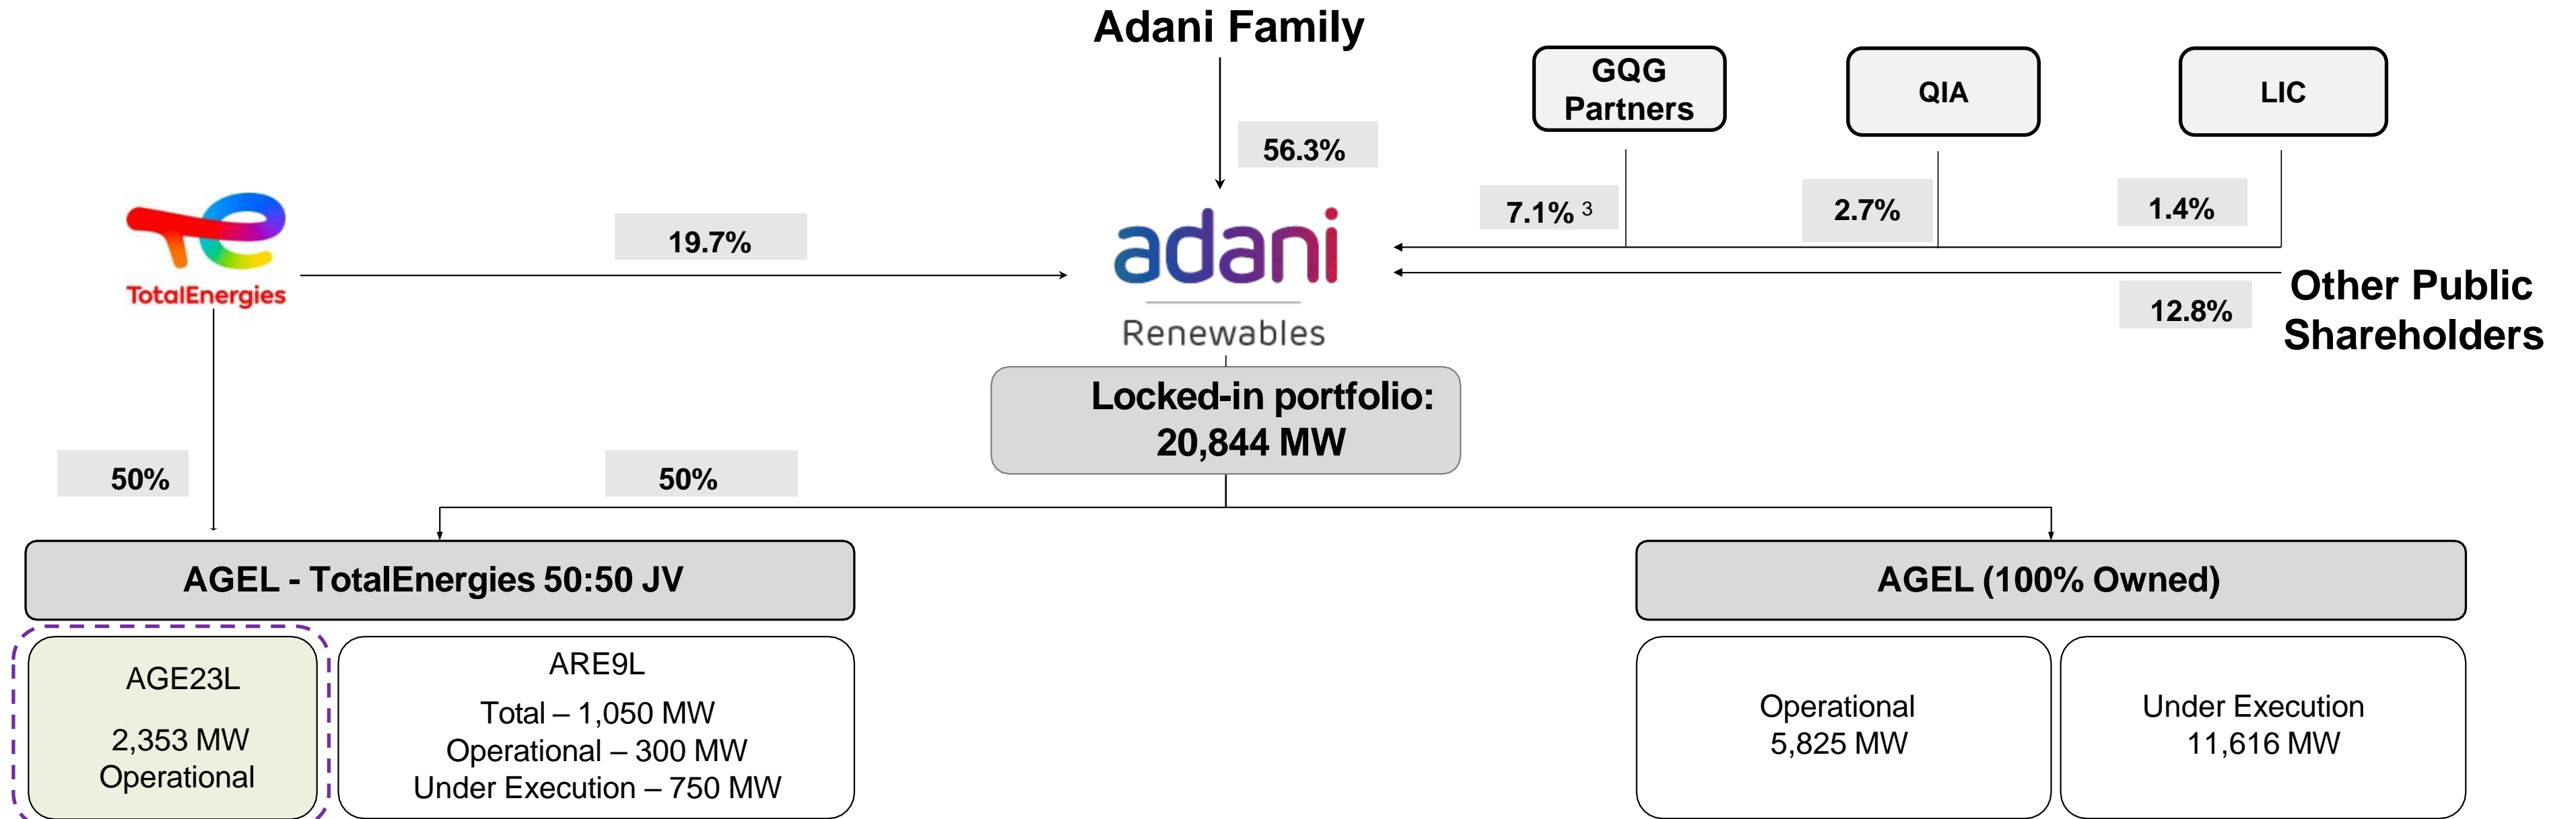 Adani Family
GQG
Partners
QIA
LIC
56.3%
7.1% 3
2.7%
1.4%
19.7%
TotalEnergies
adani
Renewables
Other Public
Shareholders
12.8%
Locked-in portfolio:
20,844 MW
50%
50%
AGEL - TotalEnergies 50:50 JV
AGEL (100% Owned)
AGE23L
2,353 MW
Operational
ARE9L
Total – 1,050 MW
Operational – 300 MW
Under Execution – 750 MW
Operational
5,825 MW
Under Execution
11,616 MW